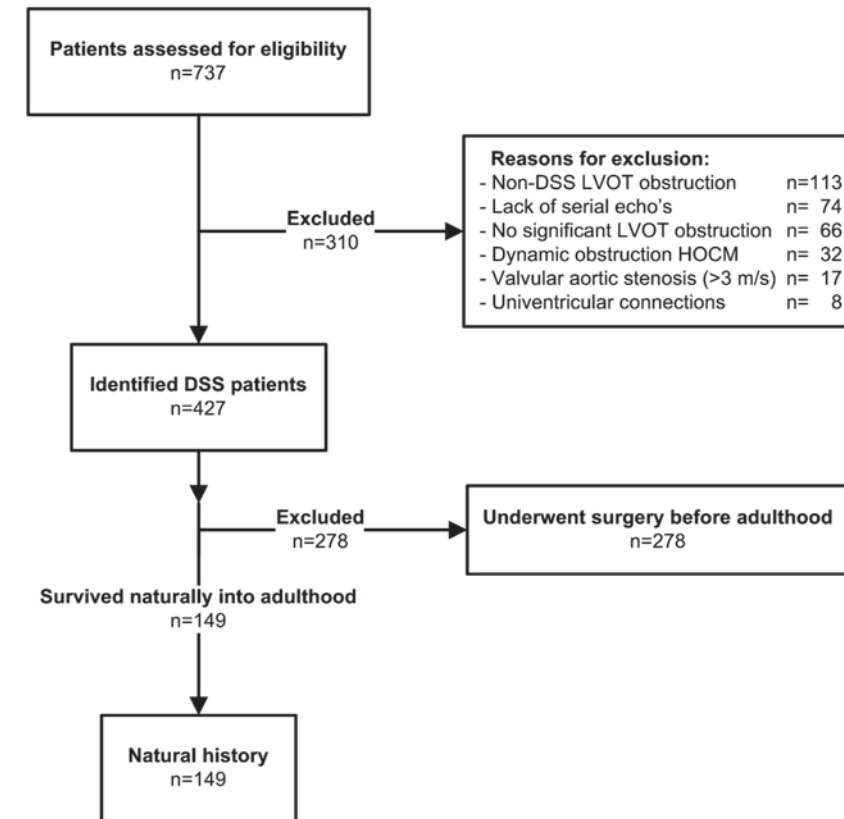 Patients assessed for eligibility
n=737
Reasons for exclusion:
- Non-DSS LVOT obstruction n=113
- Lack of serial echo's n= 74
- No significant LVOT obstruction n= 66
- Dynamic obstruction HOCM n= 32
- Valvular aortic stenosis (>3 m/s) n= 17
- Univentricular connections n= 8
Excluded
n=310
Identified DSS patients
n=427
Excluded
n=278
Underwent surgery before adulthood
n=278
Survived naturally into adulthood
n=149
Natural history
n=149